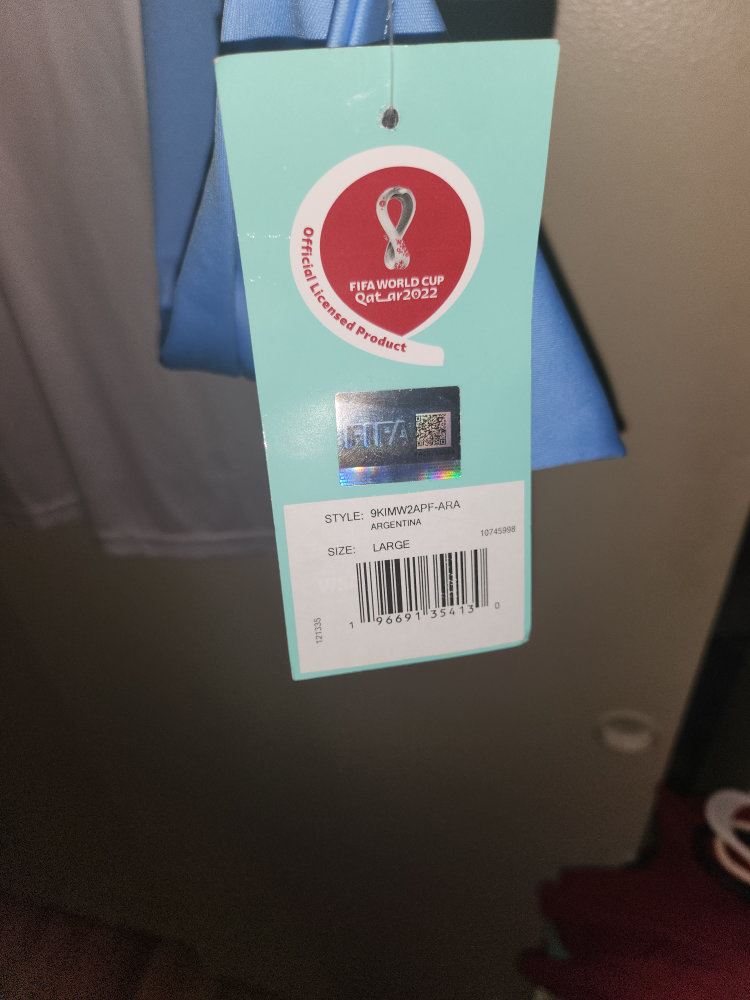 FIFA WORLD CUP
Qatar2022
Official Licensed Product
FIFA
STYLE: 9KIMW2APF-ARA
ARGENTINA
10745998
SIZE: LARGE
121335
1 96691 35413 0